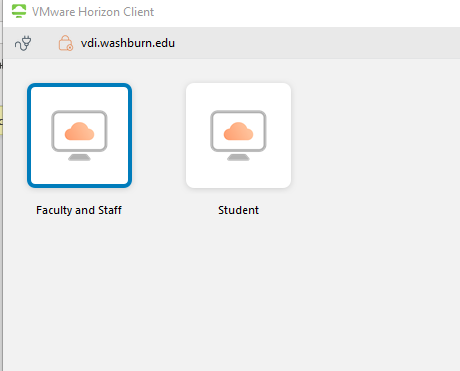 VMware Horizon Client
vdi.washburn.edu
Faculty and Staff
Student